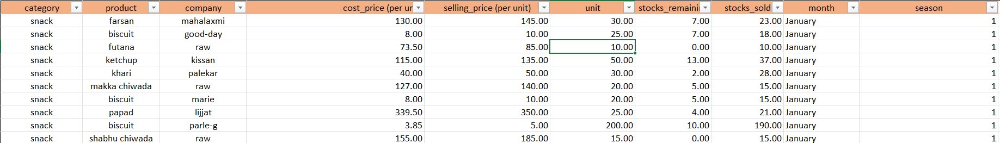 category product company cost_price (per ur selling_price (per unit) unit stocks_remaini stocks_sold month season
snack farsan mahalaxmi 130.00 145.00 30.00 7.00 23.00 January 1
snack biscuit good-day 8.00 10.00 25.00 7.00 18.00 January 1
snack futana raw 73.50 85.00 10.00 0.00 10.00 January 1
snack ketchup kissan 115.00 135.00 50.00 13.00 37.00 January 1
snack khari palekar 40.00 50.00 30.00 2.00 28.00 January 1
snack makka chiwada raw 127.00 140.00 20.00 5.00 15.00 January 1
snack biscuit marie 8.00 10.00 20.00 5.00 15.00 January 1
snack papad lijjat 339.50 350.00 25.00 4.00 21.00 January 1
snack biscuit parle-g 3.85 5.00 200.00 10.00 190.00 January 1
snack shabhu chiwada raw 155.00 185.00 15.00 0.00 15.00 January 1